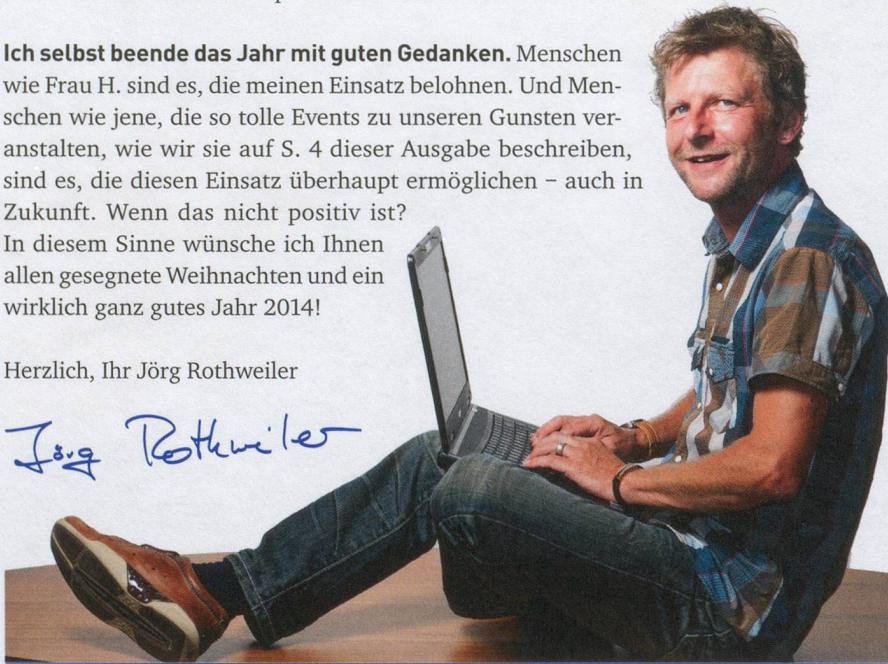 Ich selbst beende das Jahr mit guten Gedanken. Menschen
wie Frau H. sind es, die meinen Einsatz belohnen. Und Men-
schen wie jene, die so tolle Events zu unseren Gunsten ver-
anstalten, wie wir sie auf S. 4 dieser Ausgabe beschreiben,
sind es, die diesen Einsatz überhaupt ermöglichen – auch in
Zukunft. Wenn das nicht positiv ist?
In diesem Sinne wünsche ich Ihnen
allen gesegnete Weihnachten und ein
wirklich ganz gutes Jahr 2014!
Herzlich, Ihr Jörg Rothweiler
Jörg Rothweiler